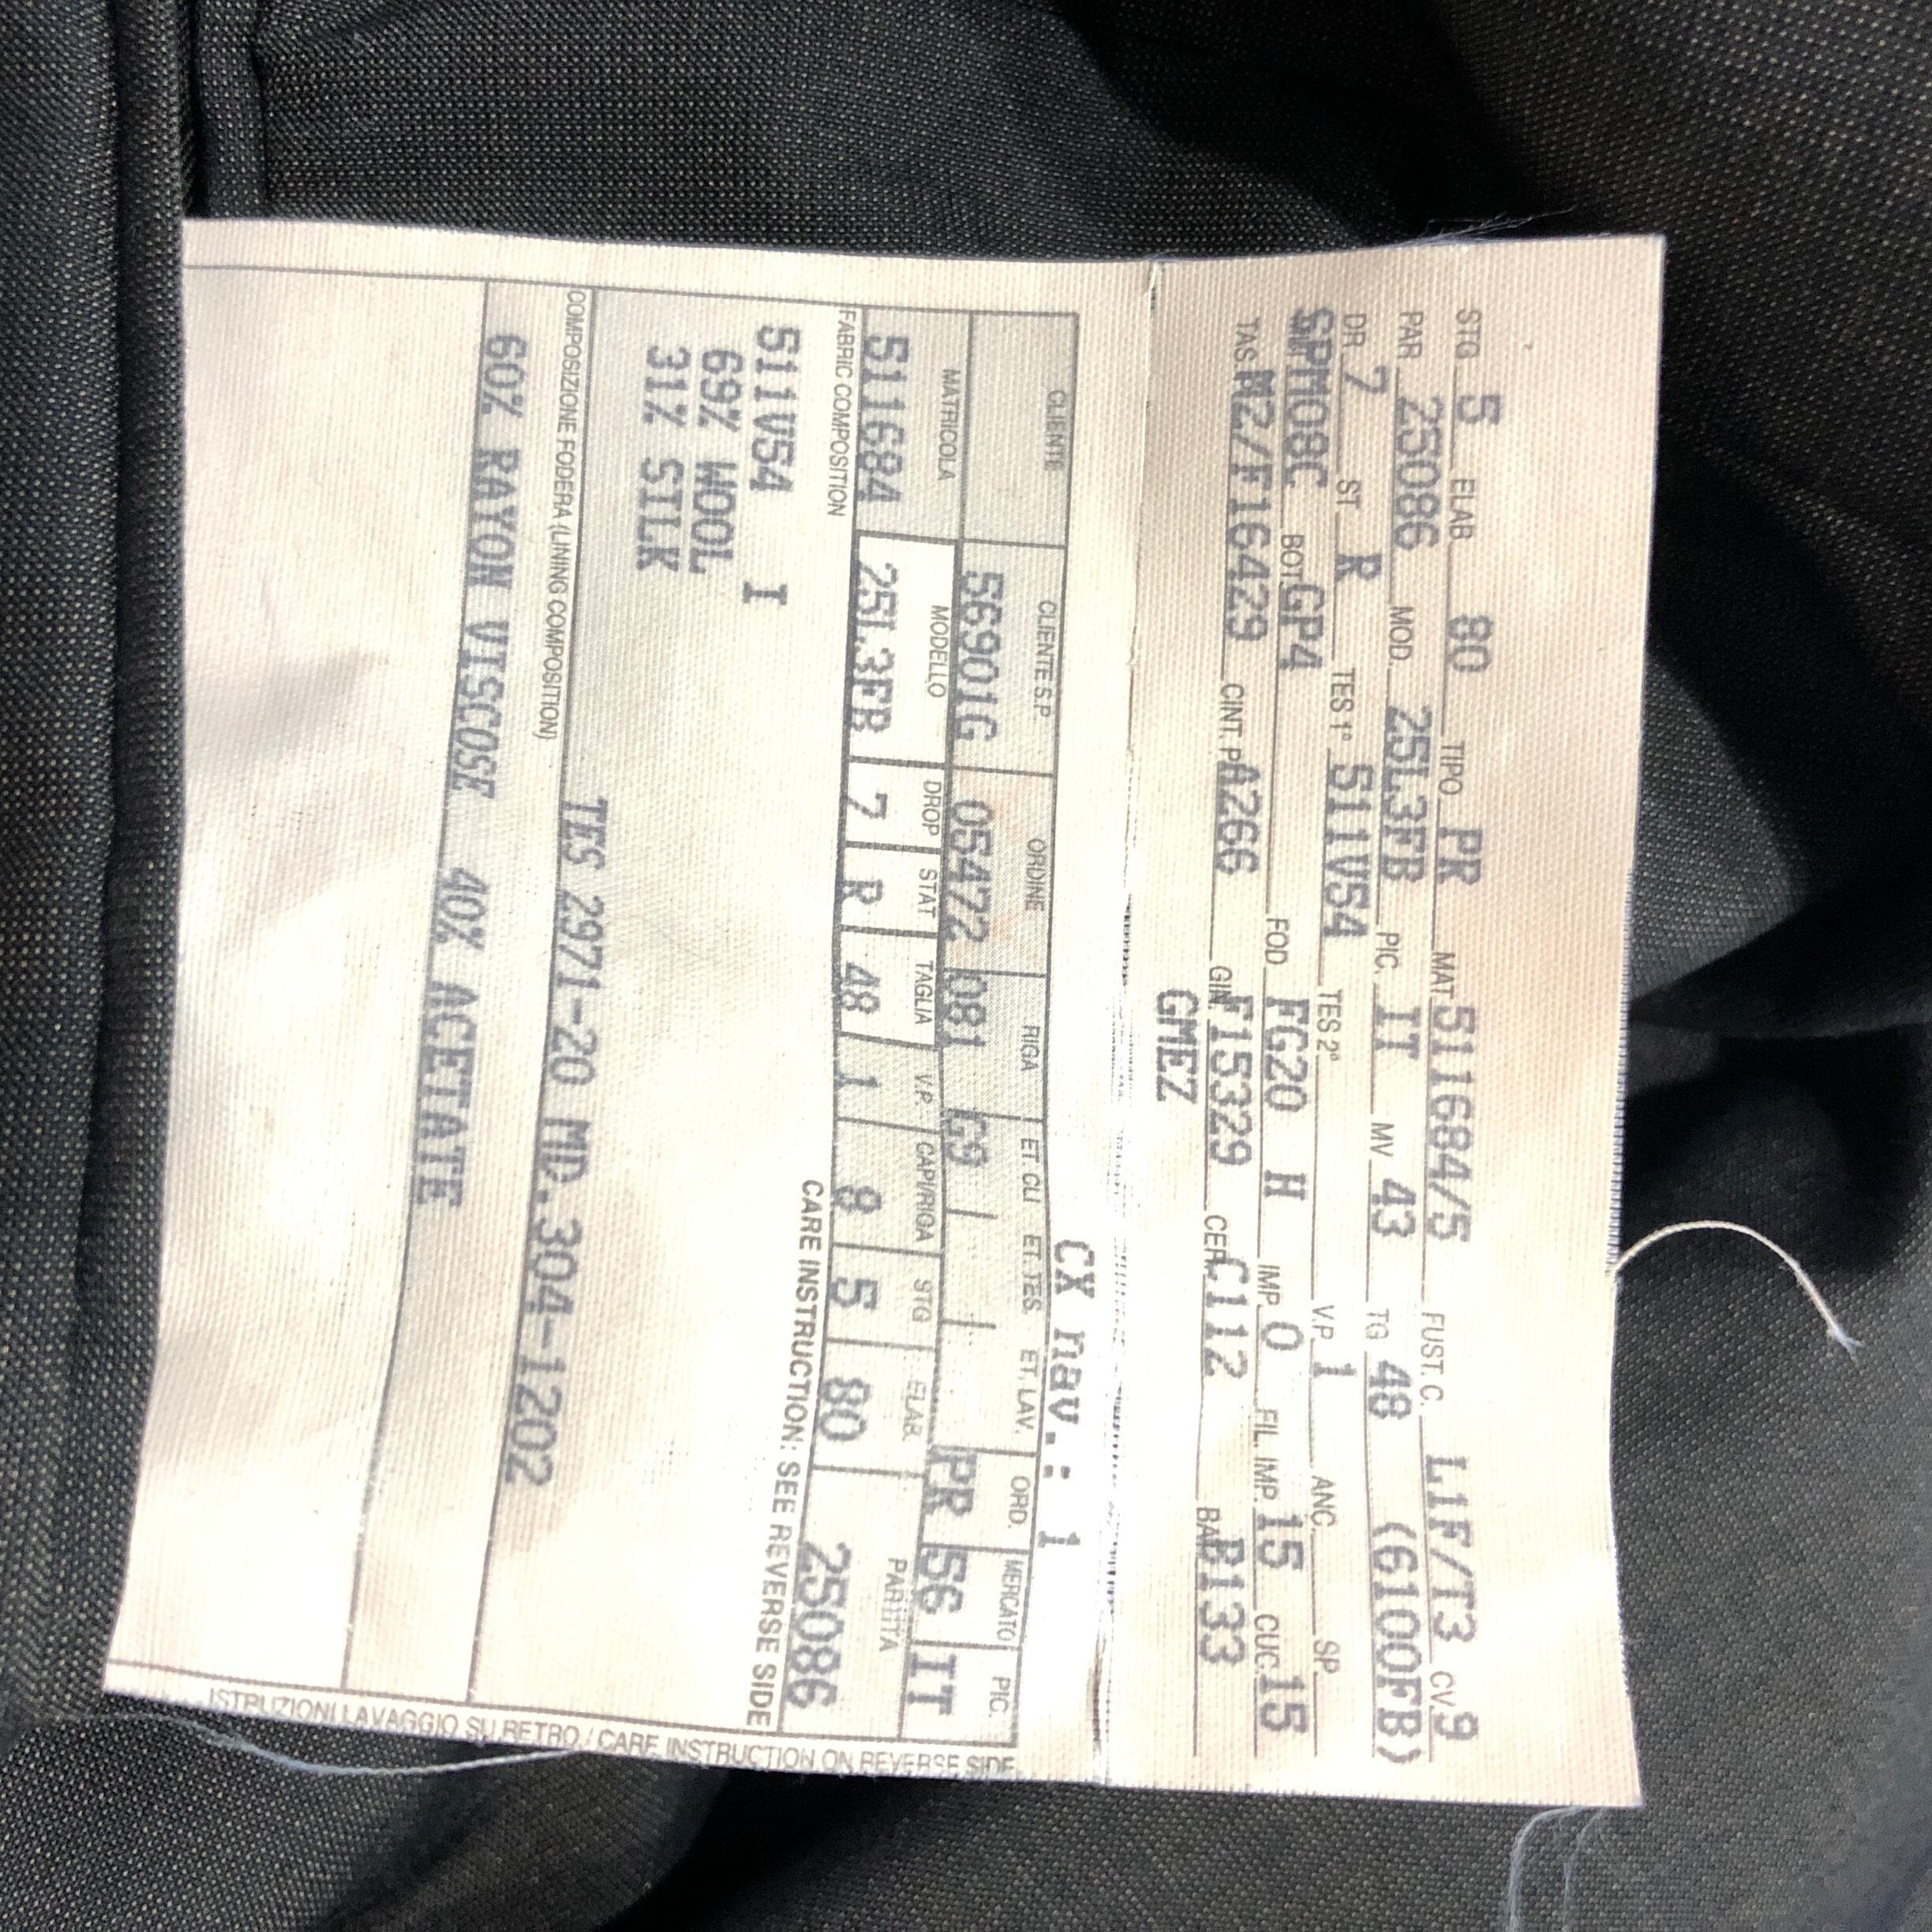 STG 5 ELAB 80 TIPO PR MAT 511684/5 FUST. C. L1F/T3 CV. 9
PAR 25086 MOD. 25L3FB PIC. IT MV 43 TG 48 (6100FB)
DR 7 ST R TES 1° 511V54 TES 2° V.P 1 ANC. SP
SPM08C BOT GP4 FOD FG20 H IMP 0 FIL. IMP. 15 CUC. 15
TAS. M2/F16429 CINT. P A266 GIN F15329 CER C112 BA B133
GMEZ
CX nav.: 1
CLIENTE CLIENTE S.P. ORDINE RIGA ET CLI ET. TES. ET, LAV. ORD. MERCATO PIC.
56901G 05472 081 G9 PR 56 IT
MATRICOLA MODELLO DROP STAT TAGLIA V.P. CAPI/RIGA STG ELAB. PARTITA
511684 25L3FB 7 R 48 1 8 5 80 25086
FABRIC COMPOSITION CARE INSTRUCTION: SEE REVERSE SIDE
511V54 I
69% WOOL
31% STILK
TES 2971-20 MD.304-1202
COMPOSIZIONE FODERA (LINING COMPOSITION)
60% RAYON VISCOSE 40% ACETATE
ISTRUZIONI LAVAGGIO SU RETRO / CARE INSTRUCTION ON REVERSE SIDE